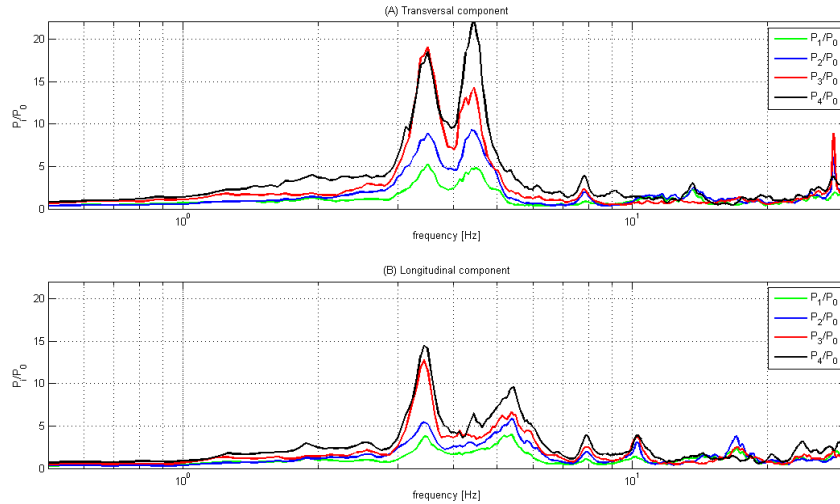 (A) Transversal component
20
15
10
5
0
P_i/P_0
P_1/P_0
P_2/P_0
P_3/P_0
P_4/P_0
10^0
10^1
frequency [Hz]
(B) Longitudinal component
20
15
10
5
0
P_i/P_0
P_1/P_0
P_2/P_0
P_3/P_0
P_4/P_0
10^0
10^1
frequency [Hz]